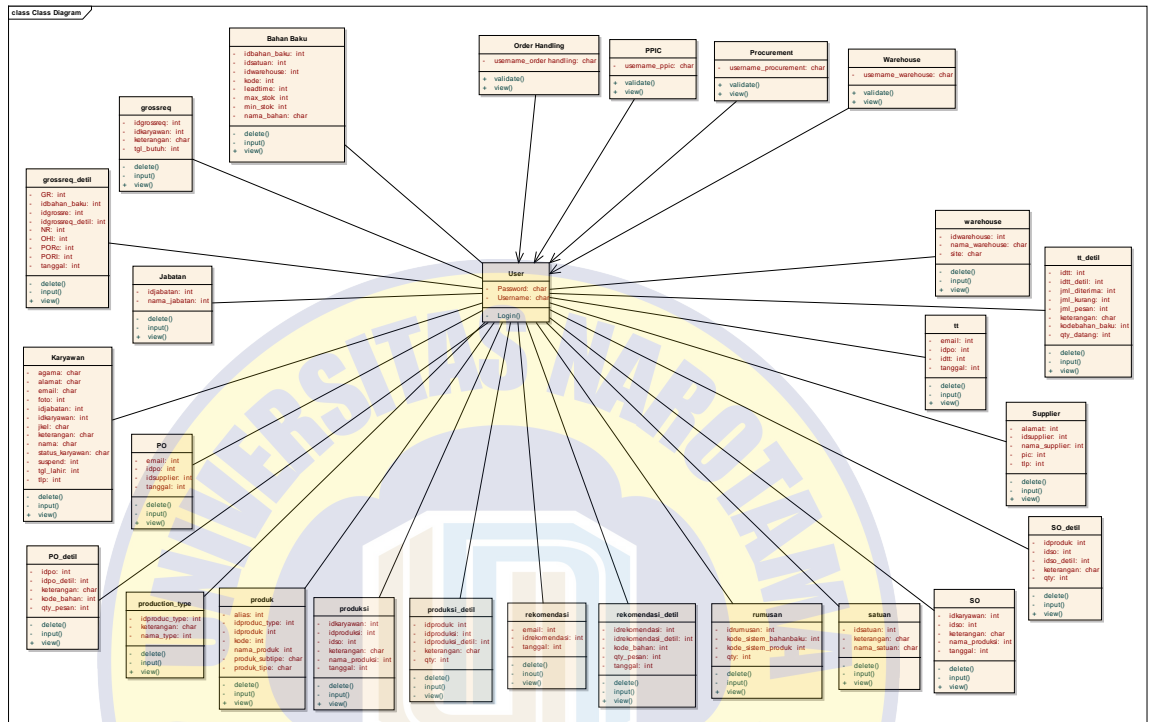 class Class Diagram
Bahan Baku
- idbahan_baku: int
- idsatuan: int
- idwarehouse: int
- kode: int
- leadtime: int
- max_stok: int
- min_stok: int
- nama_bahan: char
- delete()
- input()
+ view()
Order Handling
- username_order handling: char
+ validate()
+ view()
PPIC
- username_ppic: char
+ validate()
+ view()
Procurement
- username_procurement: char
+ validate()
+ view()
Warehouse
- username_warehouse: char
+ validate()
+ view()
grossreq
- idgrossreq: int
- idkaryawan: int
- keterangan: char
- tgl_butuh: int
- delete()
- input()
+ view()
grossreq_detil
- GR: int
- idbahan_baku: int
- idgrossre: int
- idgrossreq_detil: int
- NR: int
- OHI: int
- PORc: int
- PORl: int
- tanggal: int
- delete()
- input()
+ view()
Jabatan
- idjabatan: int
- nama_jabatan: int
- delete()
- input()
+ view()
User
- Password: char
- Username: char
- Login()
warehouse
- idwarehouse: int
- nama_warehouse: char
- site: char
- delete()
- input()
+ view()
tt_detil
- idtt: int
- idtt_detil: int
- jml_diterima: int
- jml_kurang: int
- jml_pesan: int
- keterangan: char
- kodebahan_baku: int
- qty_datang: int
- delete()
- input()
+ view()
tt
- email: int
- idpo: int
- idtt: int
- tanggal: int
- delete()
- input()
+ view()
Karyawan
- agama: char
- alamat: char
- email: char
- foto: int
- idjabatan: int
- idkaryawan: int
- jkel: char
- keterangan: char
- nama: char
- status_karyawan: char
- suspend: int
- tgl_lahir: int
- tlp: int
- delete()
- input()
+ view()
Supplier
- alamat: int
- idsupplier: int
- nama_supplier: int
- pic: int
- tlp: int
- delete()
- input()
+ view()
PO
- email: int
- idpo: int
- idsupplier: int
- tanggal: int
- delete()
- input()
+ view()
SO_detil
- idproduk: int
- idso: int
- idso_detil: int
- keterangan: char
- qty: int
- delete()
- input()
+ view()
PO_detil
- idpo: int
- idpo_detil: int
- keterangan: char
- kode_bahan: int
- qty_pesan: int
- delete()
- input()
+ view()
production_type
- idproduc_type: int
- keterangan: char
- nama_type: int
- delete()
- input()
+ view()
produk
- alias: int
- idproduc_type: int
- idproduk: int
- kode: int
- nama_produk: int
- produk_subtipe: char
- produk_tipe: char
- delete()
- input()
+ view()
produksi
- idkaryawan: int
- idproduksi: int
- idso: int
- keterangan: char
- nama_produksi: int
- tanggal: int
- delete()
- input()
+ view()
produksi_detil
- idproduk: int
- idproduksi: int
- idproduksi_detil: int
- keterangan: char
- qty: int
- delete()
- input()
- view()
rekomendasi
- email: int
- idrekomendasi: int
- tanggal: int
- delete()
- inout()
- view()
rekomendasi_detil
- idrekomendasi: int
- idrekomendasi_detil: int
- kode_bahan: int
- qty_pesan: int
- tanggal: int
- delete()
- input()
+ view()
rumusan
- idrumusan: int
- kode_sistem_bahanbaku: int
- kode_sistem_produk: int
- qty: int
- delete()
- input()
+ view()
satuan
- idsatuan: int
- keterangan: char
- nama_satuan: char
- delete()
- input()
+ view()
SO
- idkaryawan: int
- idso: int
- keterangan: char
- nama_produksi: int
- tanggal: int
- delete()
- input()
+ view()
UNIVERSITAS NAROTAMA